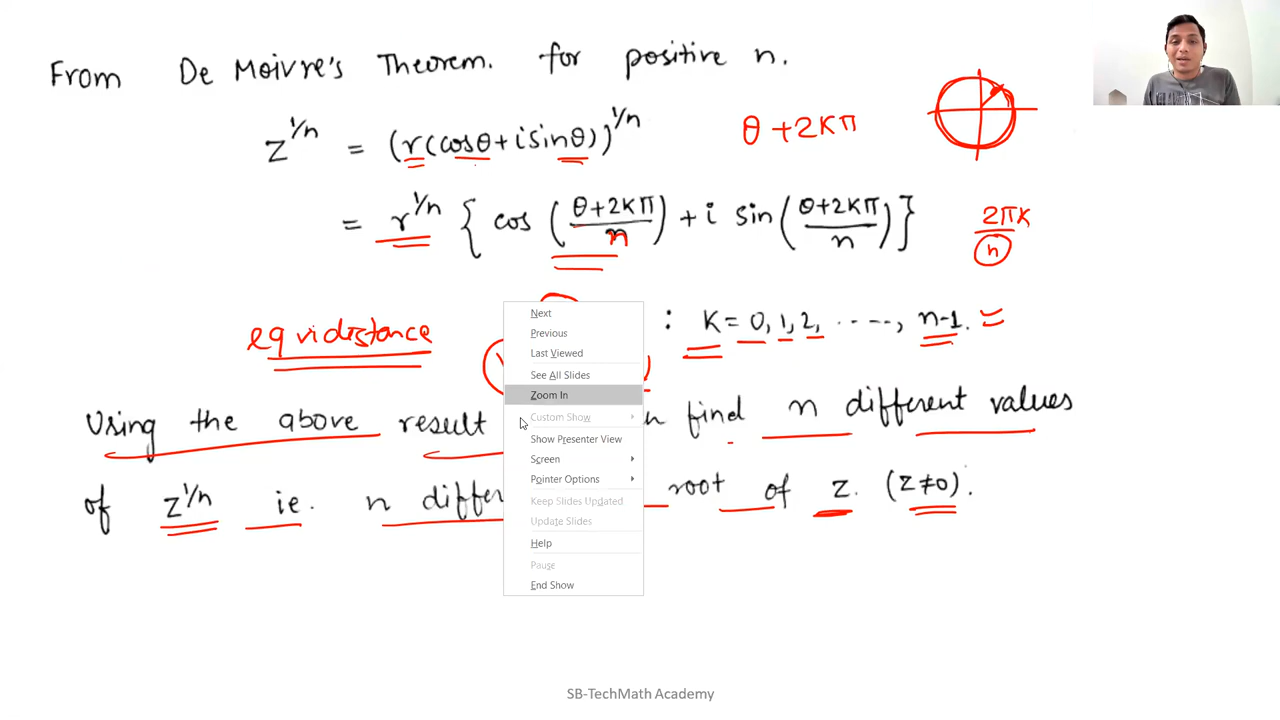 From De Moivre's Theorem. for positive n.
z^{1/n} = (r(cosθ + i sinθ))^{1/n}
θ + 2Kπ
= r^{1/n} { cos ((θ+2Kπ)/n) + i sin ((θ+2Kπ)/n) }
2πK/n
equidistance
: K = 0, 1, 2, ....., n-1.
Using the above result find n different values
of z^{1/n} ie. n root of z. (z≠0).
Next
Previous
Last Viewed
See All Slides
Zoom In
Custom Show
Show Presenter View
Screen
Pointer Options
Keep Slides Updated
Update Slides
Help
Pause
End Show
SB-TechMath Academy